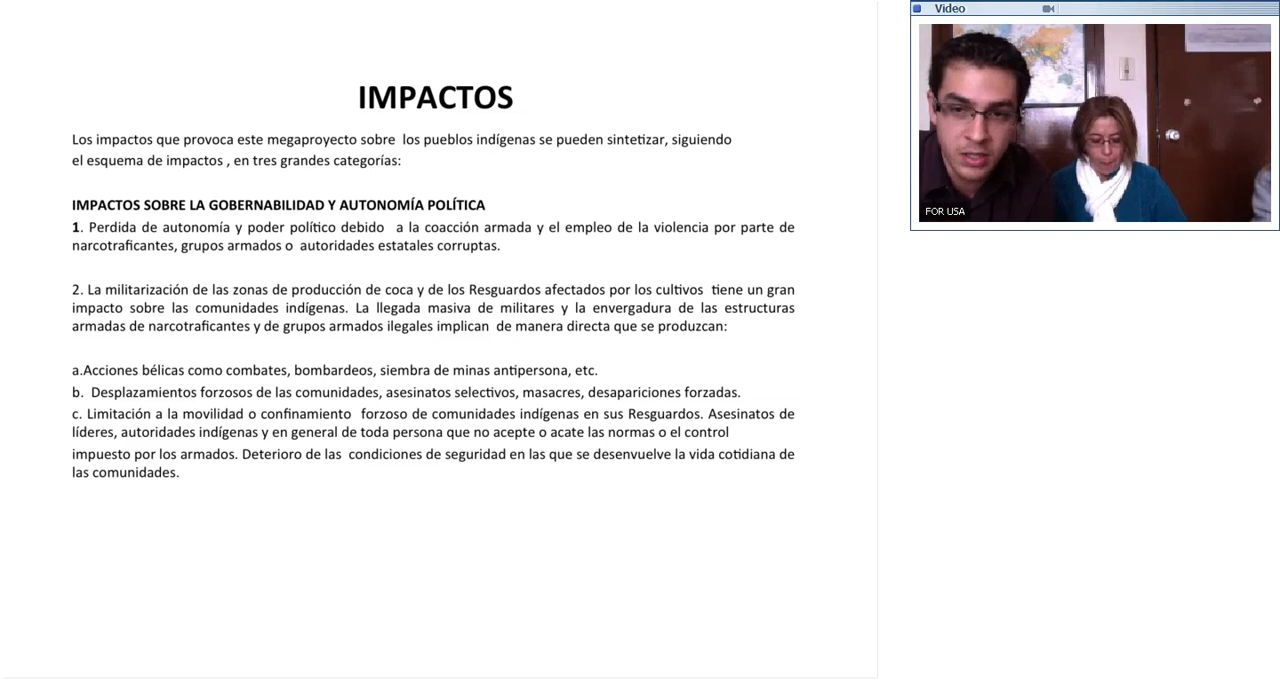 IMPACTOS
Los impactos que provoca este megaproyecto sobre los pueblos indígenas se pueden sintetizar, siguiendo
el esquema de impactos , en tres grandes categorías:
IMPACTOS SOBRE LA GOBERNABILIDAD Y AUTONOMÍA POLÍTICA
1. Perdida de autonomía y poder político debido a la coacción armada y el empleo de la violencia por parte de
narcotraficantes, grupos armados o autoridades estatales corruptas.
2. La militarización de las zonas de producción de coca y de los Resguardos afectados por los cultivos tiene un gran
impacto sobre las comunidades indígenas. La llegada masiva de militares y la envergadura de las estructuras
armadas de narcotraficantes y de grupos armados ilegales implican de manera directa que se produzcan:
a.Acciones bélicas como combates, bombardeos, siembra de minas antipersona, etc.
b. Desplazamientos forzosos de las comunidades, asesinatos selectivos, masacres, desapariciones forzadas.
c. Limitación a la movilidad o confinamiento forzoso de comunidades indígenas en sus Resguardos. Asesinatos de
líderes, autoridades indígenas y en general de toda persona que no acepte o acate las normas o el control
impuesto por los armados. Deterioro de las condiciones de seguridad en las que se desenvuelve la vida cotidiana de
las comunidades.
Video
FOR USA